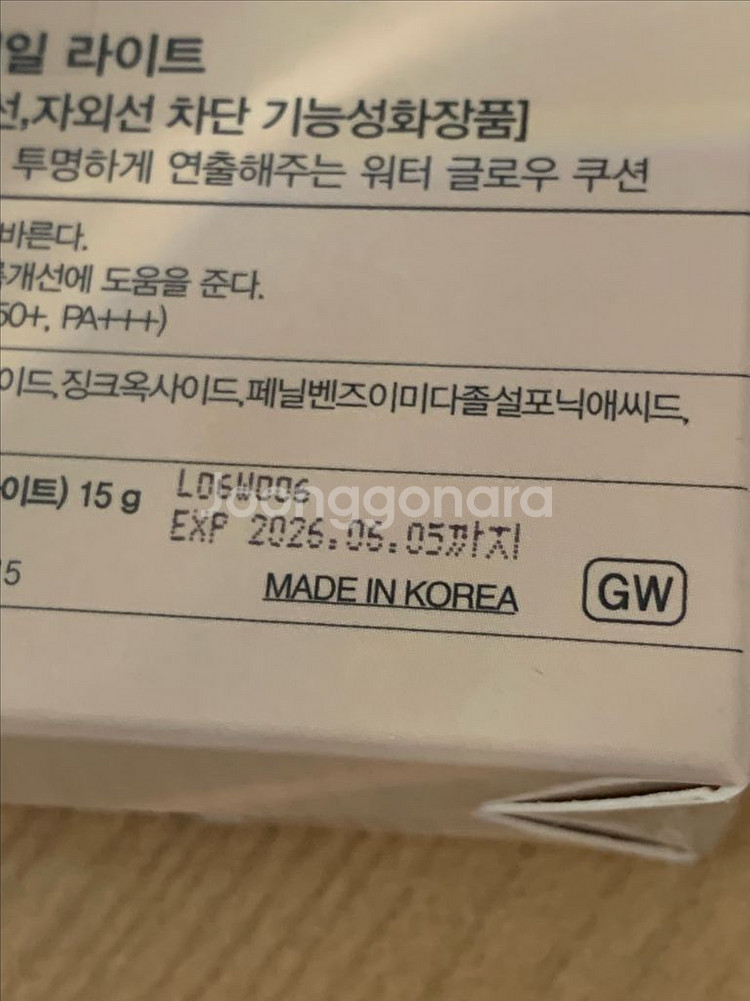 일 라이트
선,자외선 차단 기능성화장품]
투명하게 연출해주는 워터 글로우 쿠션
바른다.
개선에 도움을 준다.
50+, PA+++)
이드,징크옥사이드,페닐벤즈이미다졸설포닉애씨드,
이트) 15 g
LOGW006
Joonggonara
EXP 2026.06.05까지
5
MADE IN KOREA
GW